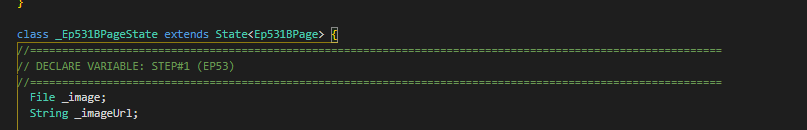 }
class _Ep531BPageState extends State<Ep531BPage> {
//============================================================================================================
// DECLARE VARIABLE: STEP#1 (EP53)
//============================================================================================================
File _image;
String _imageUrl;